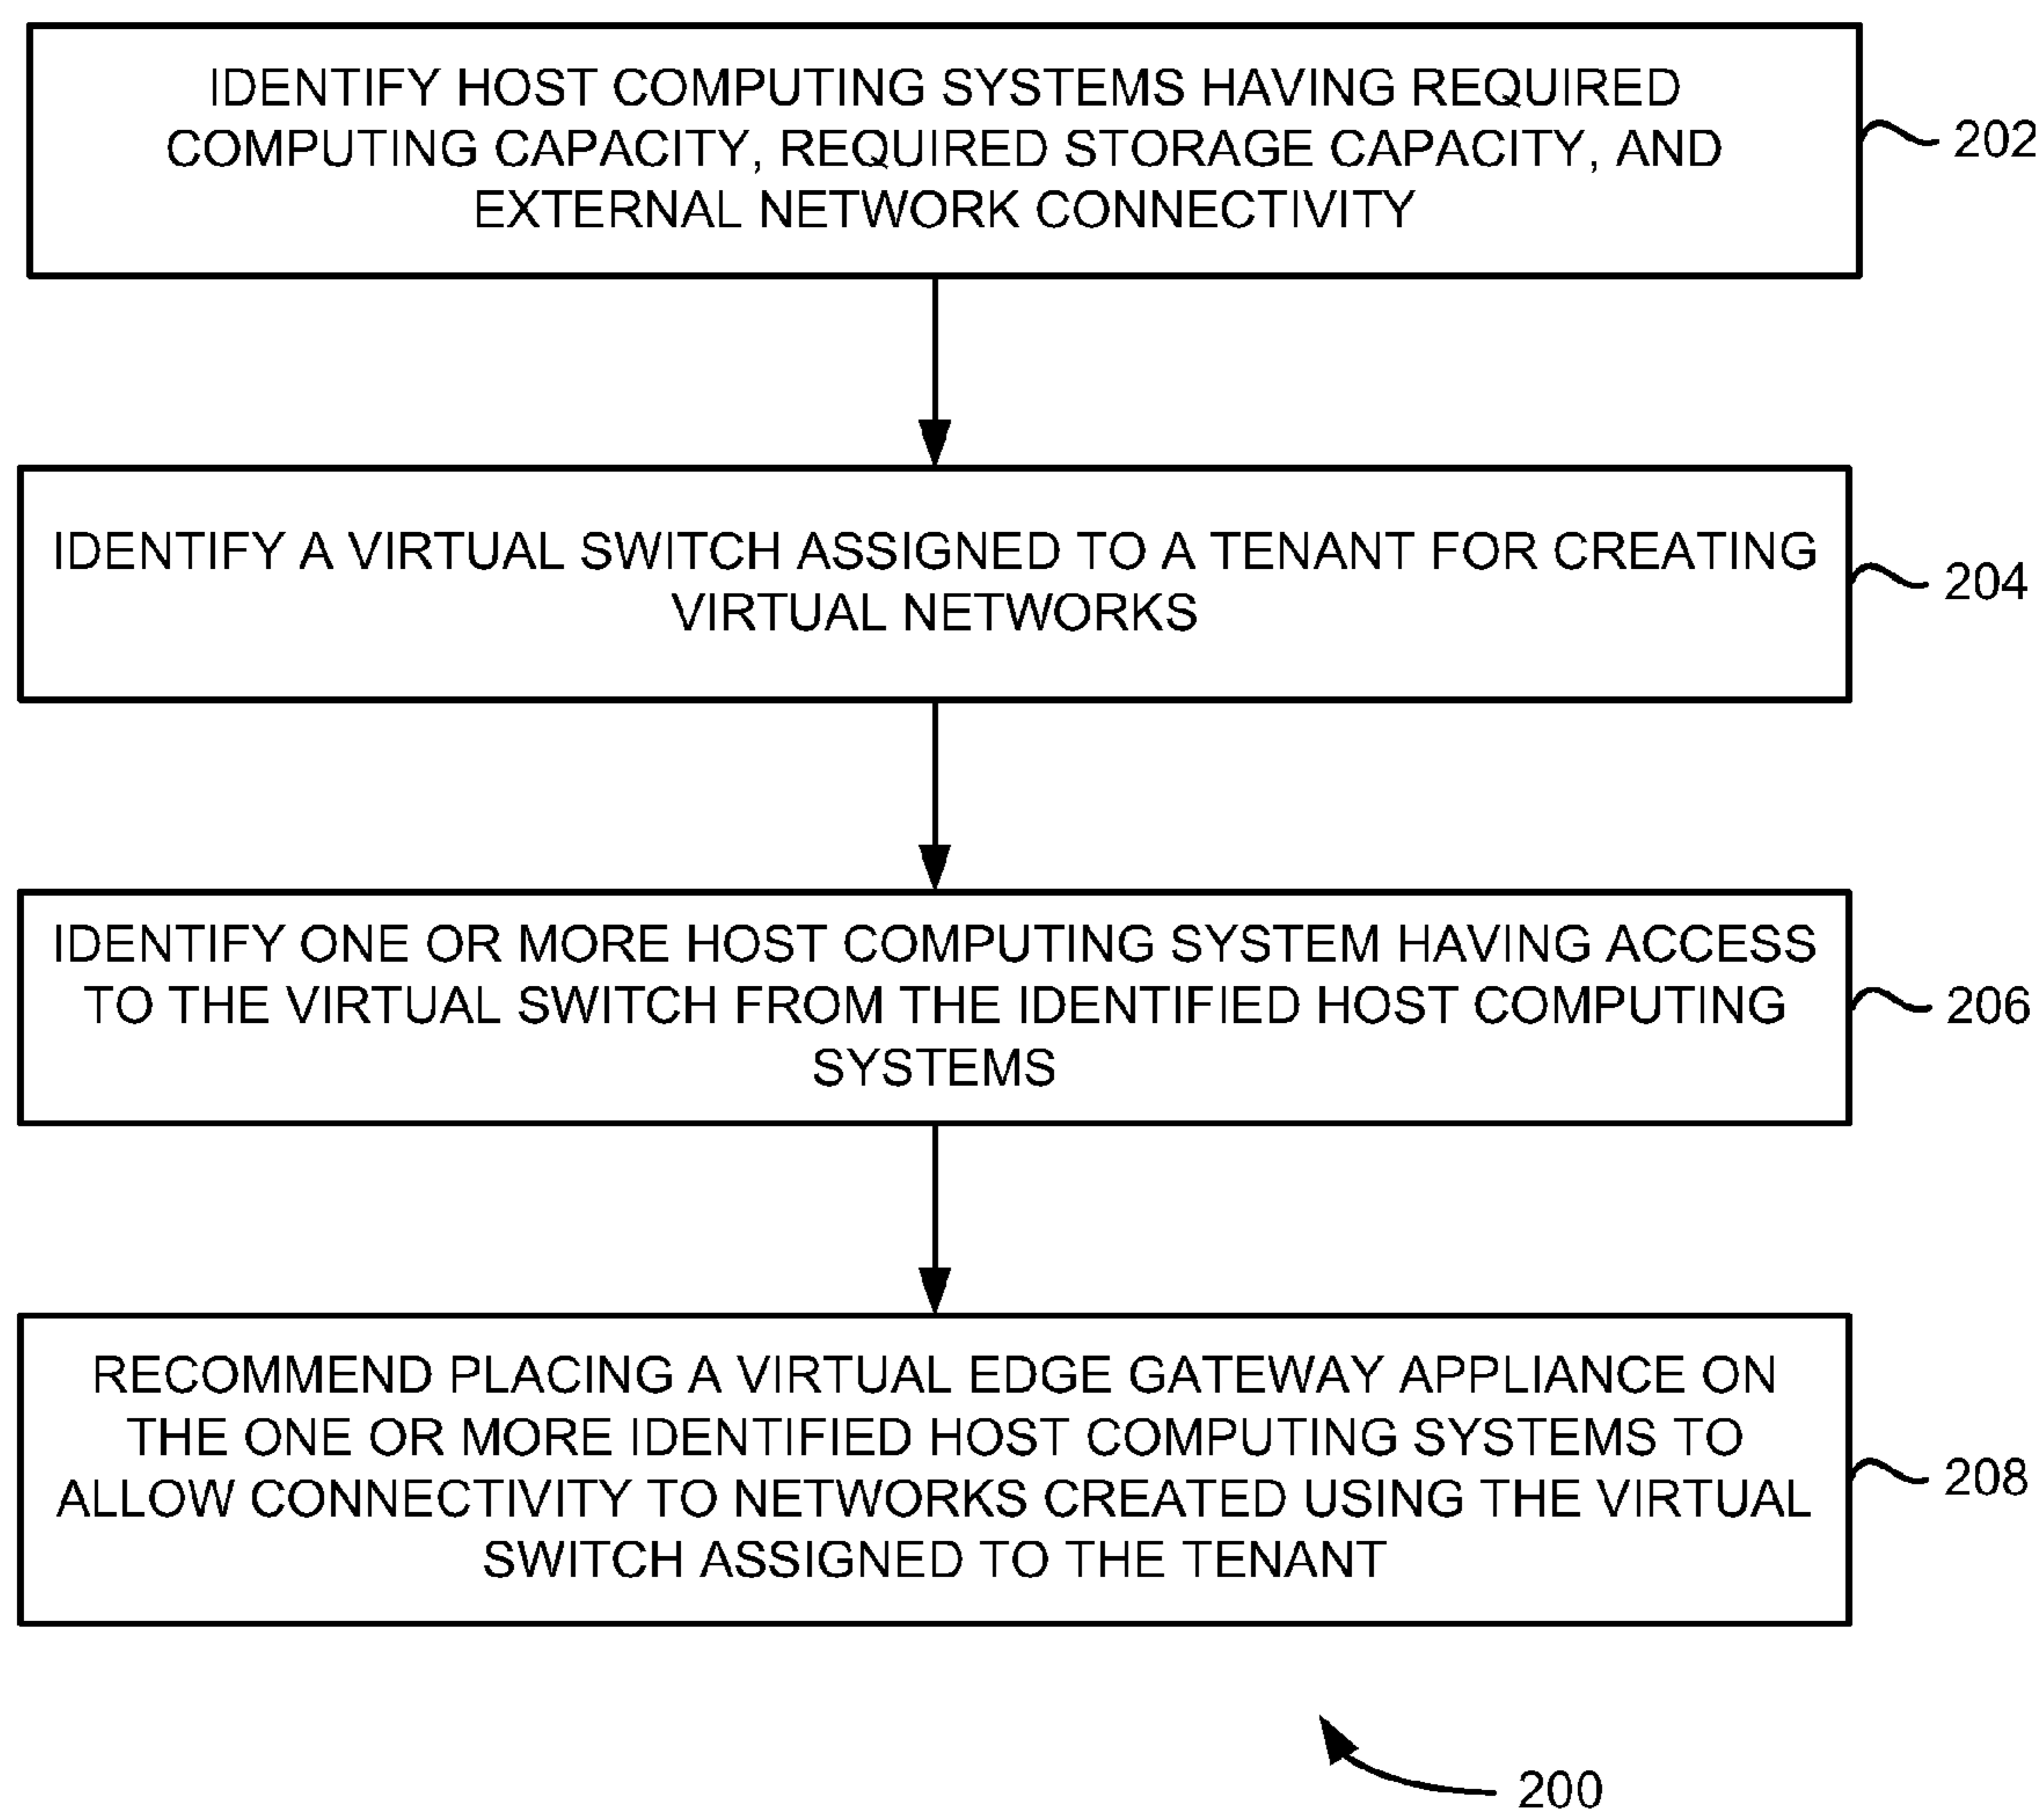 IDENTIFY HOST COMPUTING SYSTEMS HAVING REQUIRED
COMPUTING CAPACITY, REQUIRED STORAGE CAPACITY, AND
EXTERNAL NETWORK CONNECTIVITY
202
IDENTIFY A VIRTUAL SWITCH ASSIGNED TO A TENANT FOR CREATING
VIRTUAL NETWORKS
204
IDENTIFY ONE OR MORE HOST COMPUTING SYSTEM HAVING ACCESS
TO THE VIRTUAL SWITCH FROM THE IDENTIFIED HOST COMPUTING
SYSTEMS
206
RECOMMEND PLACING A VIRTUAL EDGE GATEWAY APPLIANCE ON
THE ONE OR MORE IDENTIFIED HOST COMPUTING SYSTEMS TO
ALLOW CONNECTIVITY TO NETWORKS CREATED USING THE VIRTUAL
SWITCH ASSIGNED TO THE TENANT
208
200